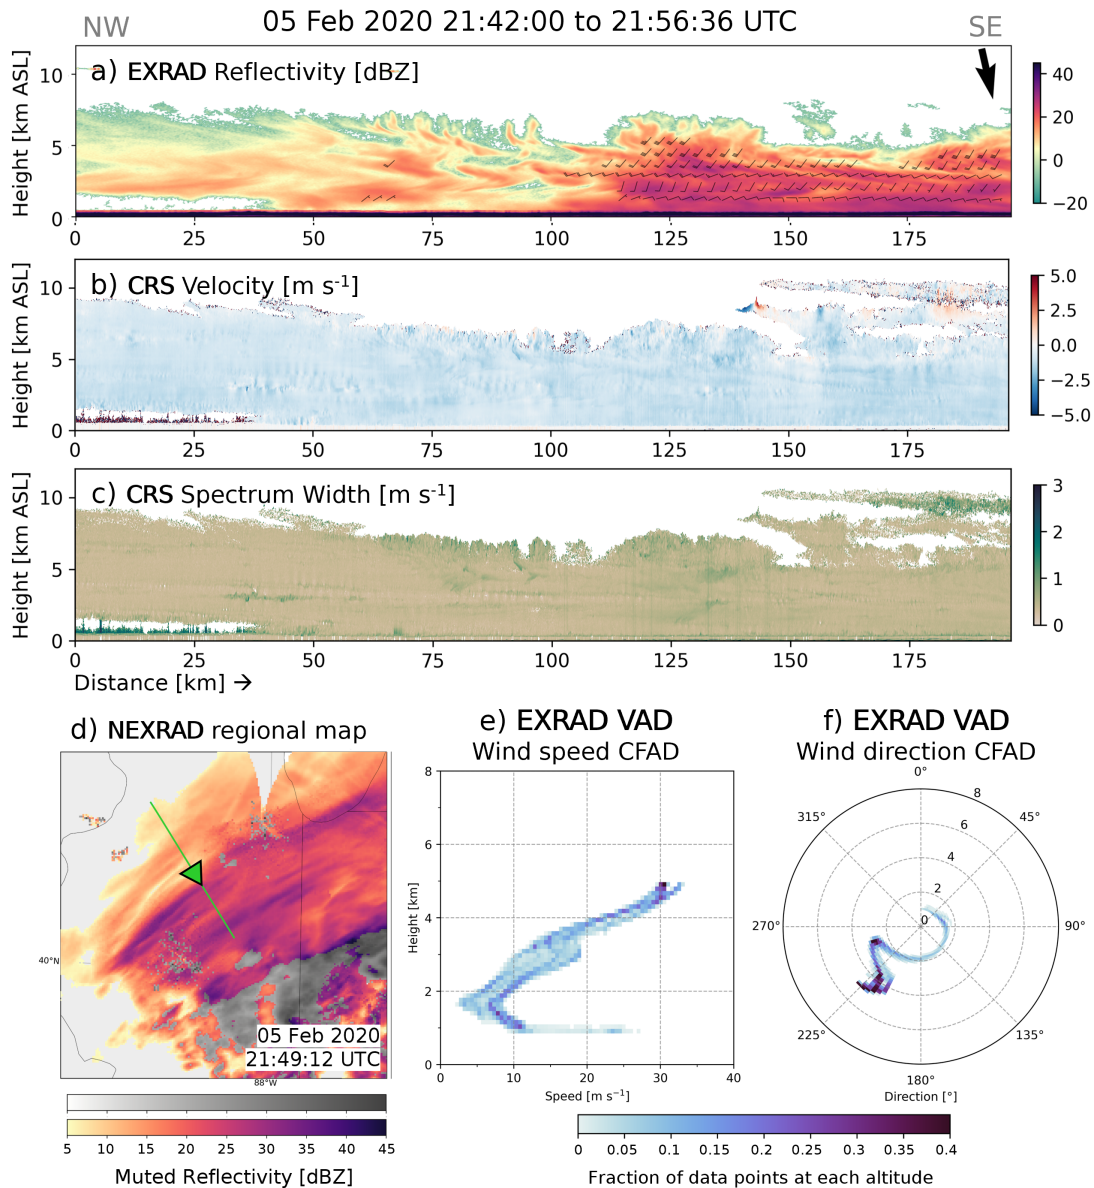 05 Feb 2020 21:42:00 to 21:56:36 UTC
NW
SE
a) EXRAD Reflectivity [dBZ]
Height [km ASL]
10
5
0
0 25 50 75 100 125 150 175
40
20
0
−20
b) CRS Velocity [m s-1]
Height [km ASL]
10
5
0
0 25 50 75 100 125 150 175
5.0
2.5
0.0
−2.5
−5.0
c) CRS Spectrum Width [m s-1]
Height [km ASL]
10
5
0
0 25 50 75 100 125 150 175
3
2
1
0
Distance [km] →
d) NEXRAD regional map
40°N
05 Feb 2020
21:49:12 UTC
88°W
5 10 15 20 25 30 35 40 45
Muted Reflectivity [dBZ]
e) EXRAD VAD
Wind speed CFAD
Height [km]
8
6
4
2
0
0 10 20 30 40
Speed [m s−1]
f) EXRAD VAD
Wind direction CFAD
0°
315° 45°
8
6
4
2
0
270° 90°
225° 135°
180°
Direction [°]
0 0.05 0.1 0.15 0.2 0.25 0.3 0.35 0.4
Fraction of data points at each altitude